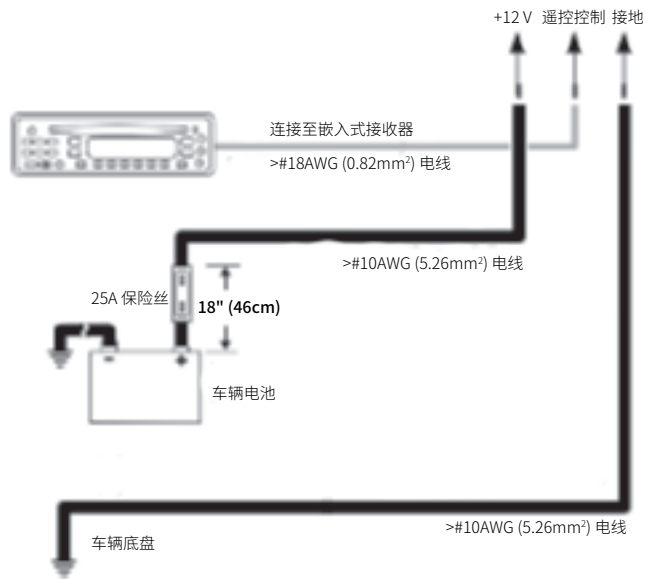 +12 V 遥控控制 接地
连接至嵌入式接收器
>#18AWG (0.82mm²) 电线
>#10AWG (5.26mm²) 电线
25A 保险丝
18" (46cm)
车辆电池
>#10AWG (5.26mm²) 电线
车辆底盘